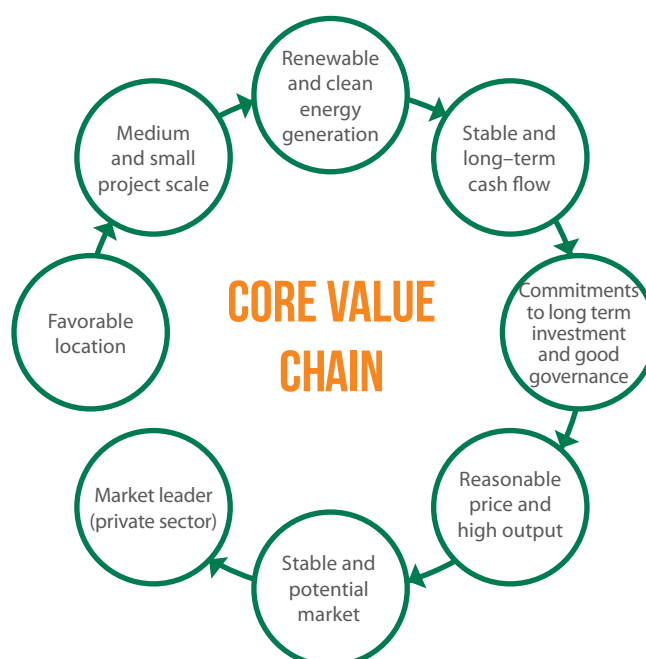 Renewable
and clean
energy
generation
Medium
and small
project scale
Stable and
long–term
cash flow
Favorable
location
CORE VALUE
CHAIN
Commitments
to long term
investment
and good
governance
Market leader
(private sector)
Reasonable
price and
high output
Stable and
potential
market